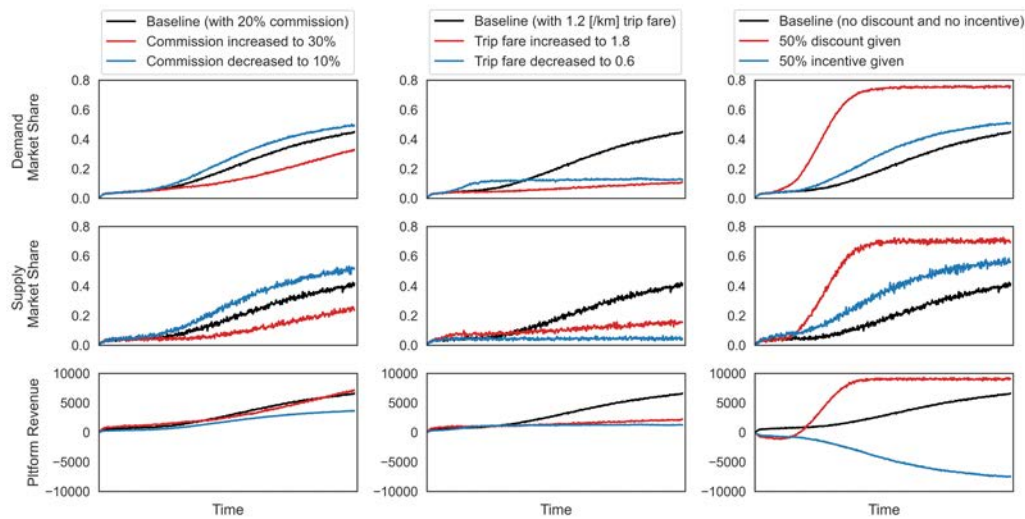 Baseline (with 20% commission)
Commission increased to 30%
Commission decreased to 10%
Baseline (with 1.2 [/km] trip fare)
Trip fare increased to 1.8
Trip fare decreased to 0.6
Baseline (no discount and no incentive)
50% discount given
50% incentive given
Demand
Market Share
0.8
0.6
0.4
0.2
0.0
0.8
0.6
0.4
0.2
0.0
0.8
0.6
0.4
0.2
0.0
Supply
Market Share
0.8
0.6
0.4
0.2
0.0
0.8
0.6
0.4
0.2
0.0
0.8
0.6
0.4
0.2
0.0
Pltform Revenue
10000
5000
0
−5000
−10000
10000
5000
0
−5000
−10000
10000
5000
0
−5000
−10000
Time
Time
Time